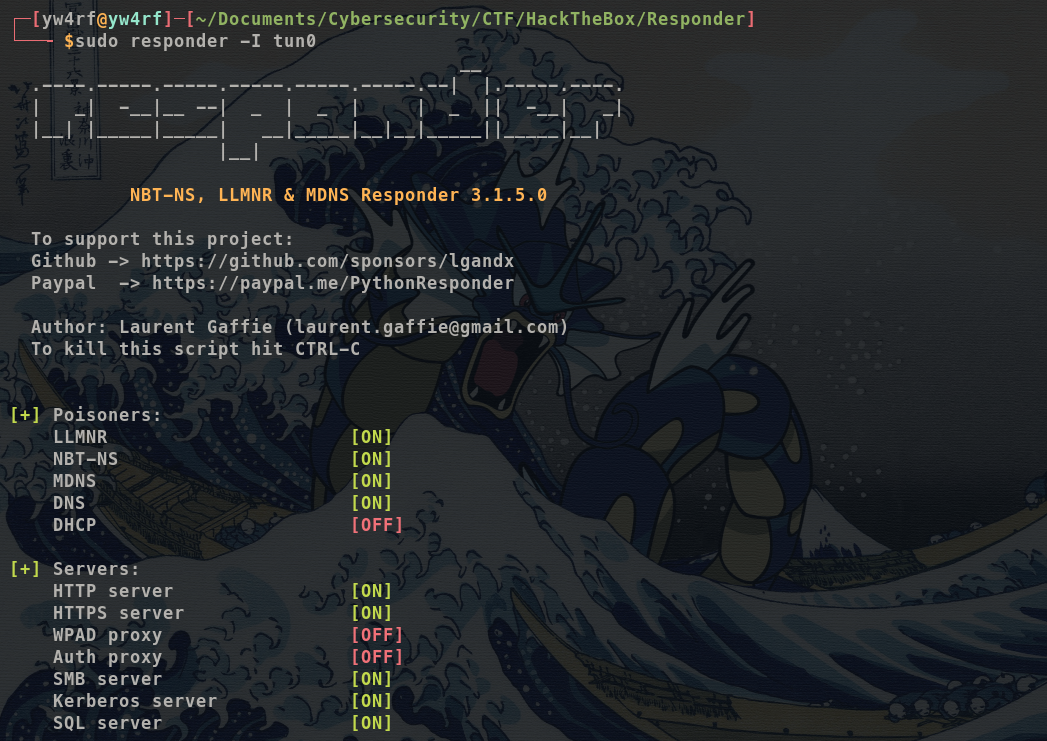 [yw4rf@yw4rf]-[~/Documents/Cybersecurity/CTF/HackTheBox/Responder]
$sudo responder -I tun0
NBT-NS, LLMNR & MDNS Responder 3.1.5.0
To support this project:
Github -> https://github.com/sponsors/lgandx
Paypal  -> https://paypal.me/PythonResponder
Author: Laurent Gaffie (laurent.gaffie@gmail.com)
To kill this script hit CTRL-C
[+] Poisoners:
LLMNR [ON]
NBT-NS [ON]
MDNS [ON]
DNS [ON]
DHCP [OFF]
[+] Servers:
HTTP server [ON]
HTTPS server [ON]
WPAD proxy [OFF]
Auth proxy [OFF]
SMB server [ON]
Kerberos server [ON]
SQL server [ON]